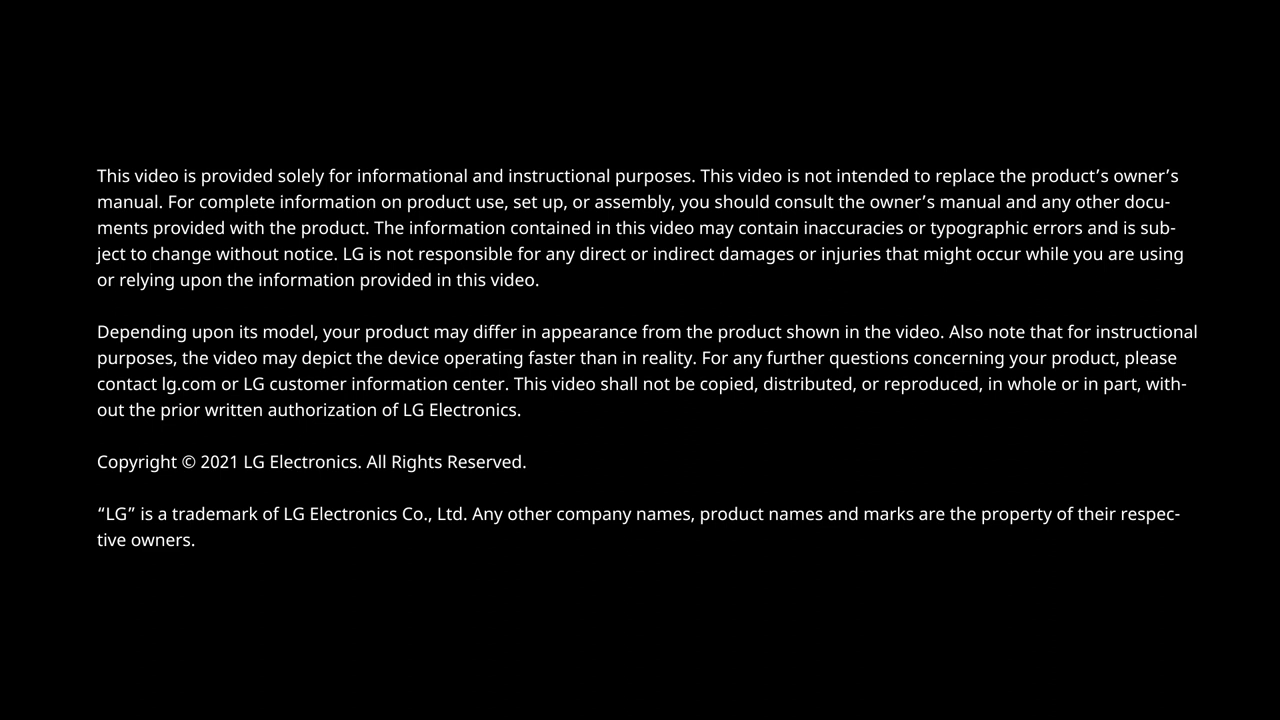 This video is provided solely for informational and instructional purposes. This video is not intended to replace the product’s owner’s
manual. For complete information on product use, set up, or assembly, you should consult the owner’s manual and any other docu-
ments provided with the product. The information contained in this video may contain inaccuracies or typographic errors and is sub-
ject to change without notice. LG is not responsible for any direct or indirect damages or injuries that might occur while you are using
or relying upon the information provided in this video.
Depending upon its model, your product may differ in appearance from the product shown in the video. Also note that for instructional
purposes, the video may depict the device operating faster than in reality. For any further questions concerning your product, please
contact lg.com or LG customer information center. This video shall not be copied, distributed, or reproduced, in whole or in part, with-
out the prior written authorization of LG Electronics.
Copyright © 2021 LG Electronics. All Rights Reserved.
“LG” is a trademark of LG Electronics Co., Ltd. Any other company names, product names and marks are the property of their respec-
tive owners.